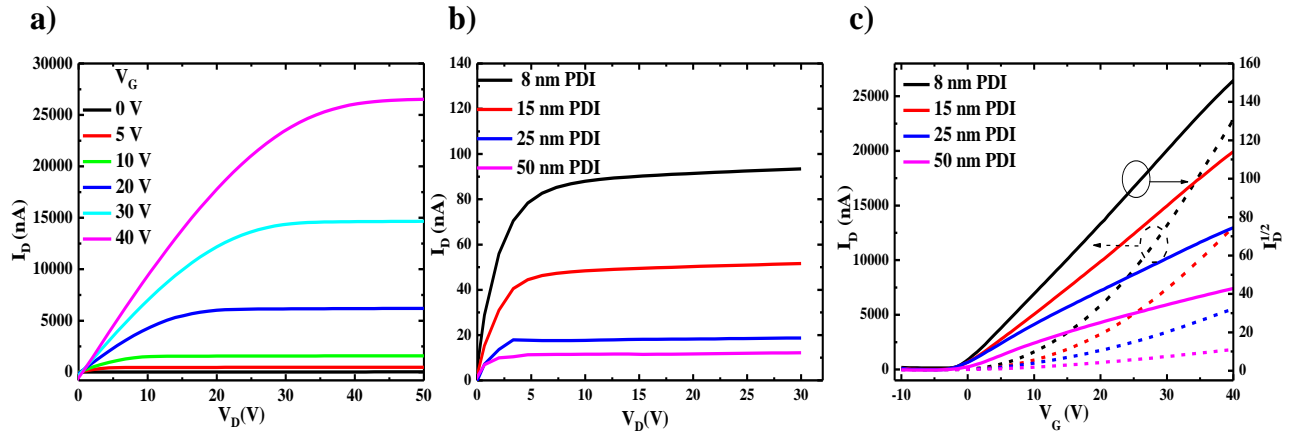 a)
30000
25000
20000
15000
10000
5000
0
I_D (nA)
V_G
0 V
5 V
10 V
20 V
30 V
40 V
0 10 20 30 40 50
V_D(V)
b)
140
120
100
80
60
40
20
0
I_D (nA)
8 nm PDI
15 nm PDI
25 nm PDI
50 nm PDI
0 5 10 15 20 25 30
V_D(V)
c)
25000
20000
15000
10000
5000
0
I_D (nA)
8 nm PDI
15 nm PDI
25 nm PDI
50 nm PDI
160
140
120
100
80
60
40
20
0
I_D^1/2
-10 0 10 20 30 40
V_G (V)